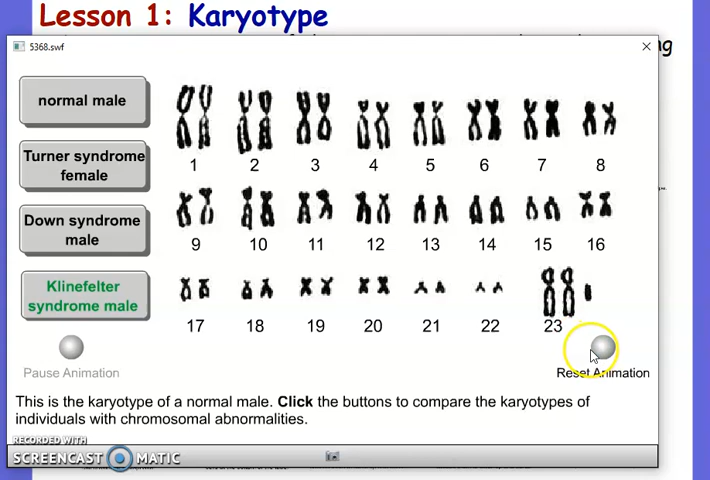 Lesson 1: Karyotype
5368.swf
normal male
Turner syndrome
female
Down syndrome
male
Klinefelter
syndrome male
1 2 3 4 5 6 7 8
9 10 11 12 13 14 15 16
17 18 19 20 21 22 23
Pause Animation
Reset Animation
This is the karyotype of a normal male. Click the buttons to compare the karyotypes of
individuals with chromosomal abnormalities.
RECORDED WITH
SCREENCAST MATIC